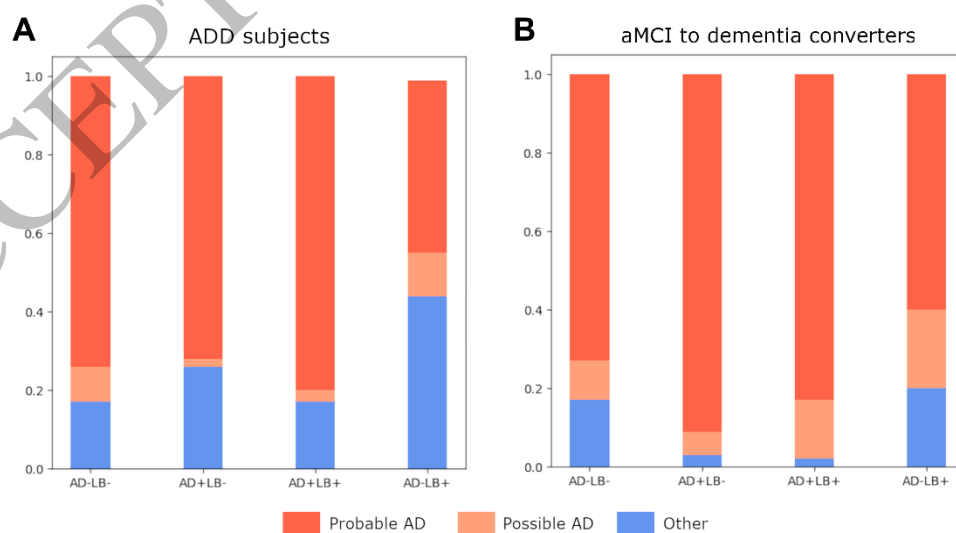 A
ADD subjects
1.0
0.8
0.6
0.4
0.2
0.0
AD-LB-
AD+LB-
AD+LB+
AD-LB+
B
aMCI to dementia converters
1.0
0.8
0.6
0.4
0.2
0.0
AD-LB-
AD+LB-
AD+LB+
AD-LB+
Probable AD
Possible AD
Other
CCEPT